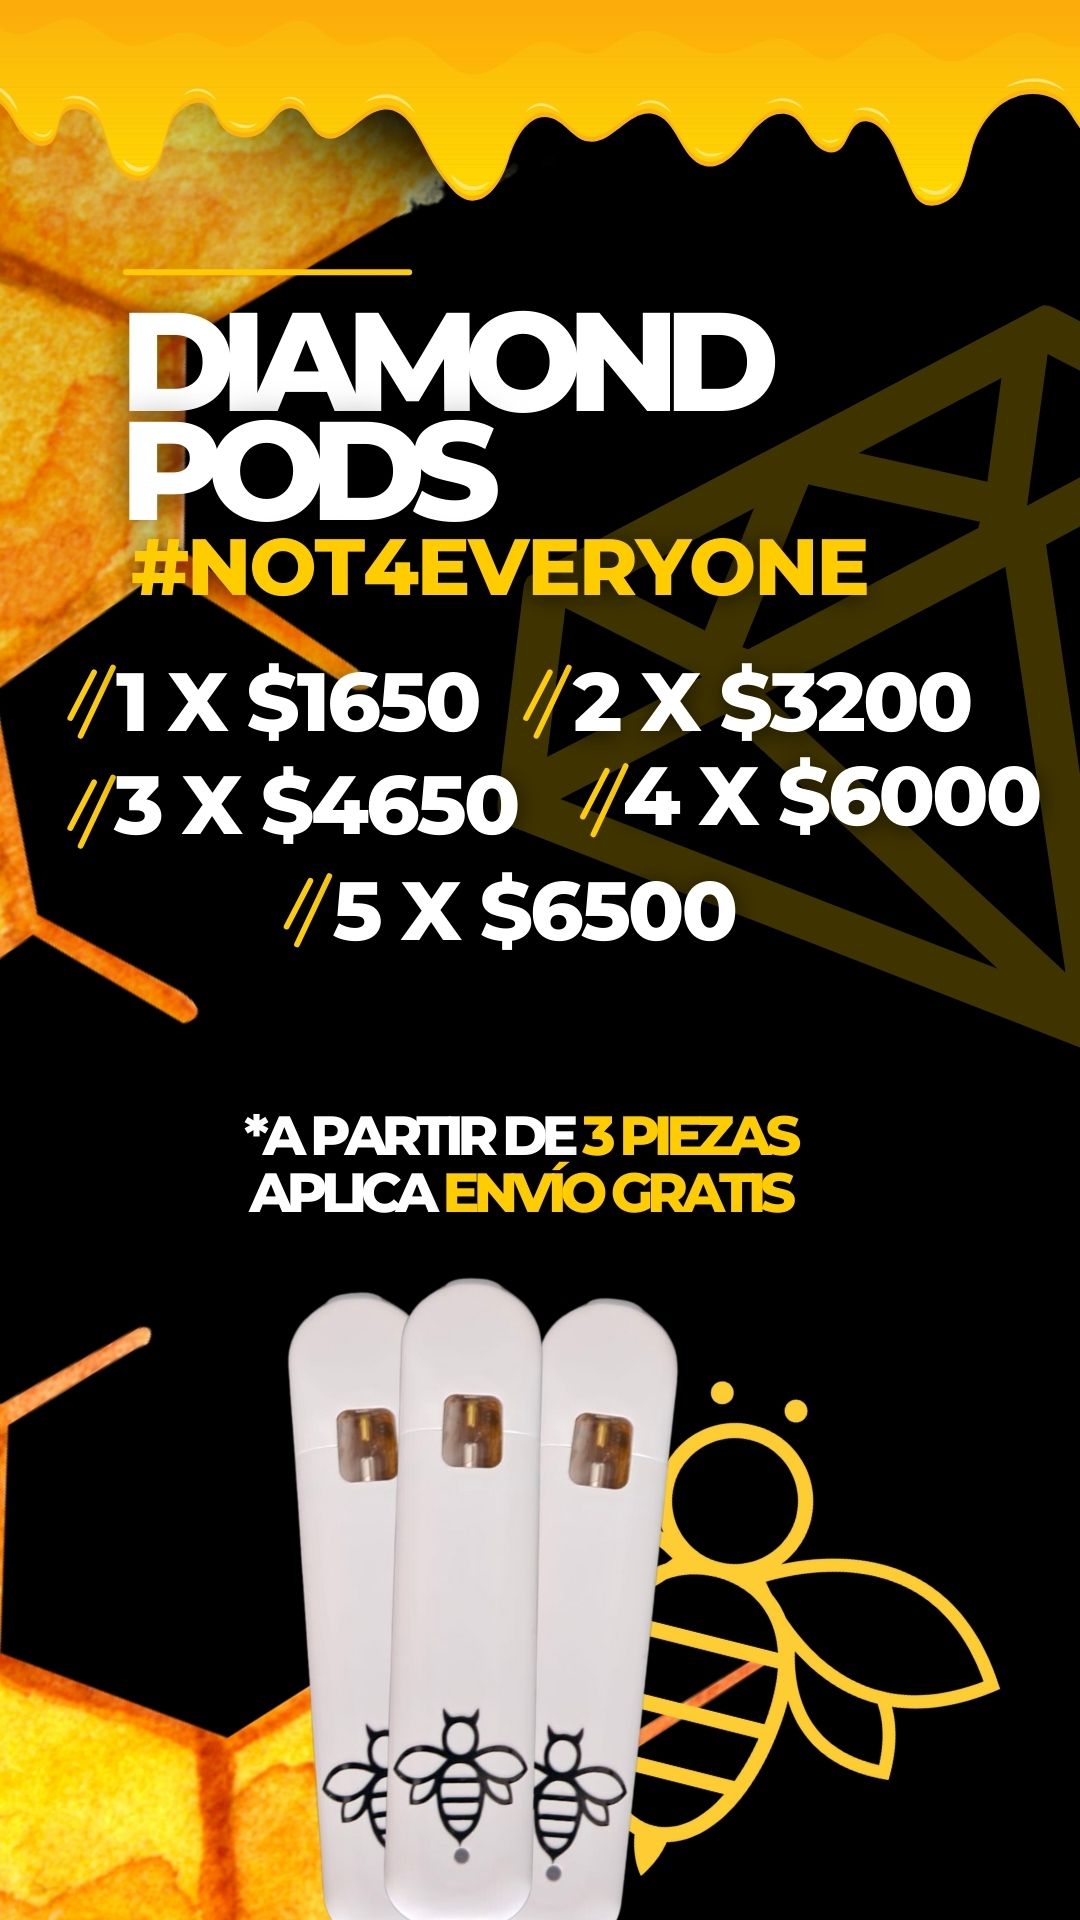 DIAMOND
PODS
#NOT4EVERYONE
//1 X $1650 //2 X $3200
//3 X $4650 //4 X $6000
//5 X $6500
*A PARTIR DE 3 PIEZAS
APLICA ENVÍO GRATIS